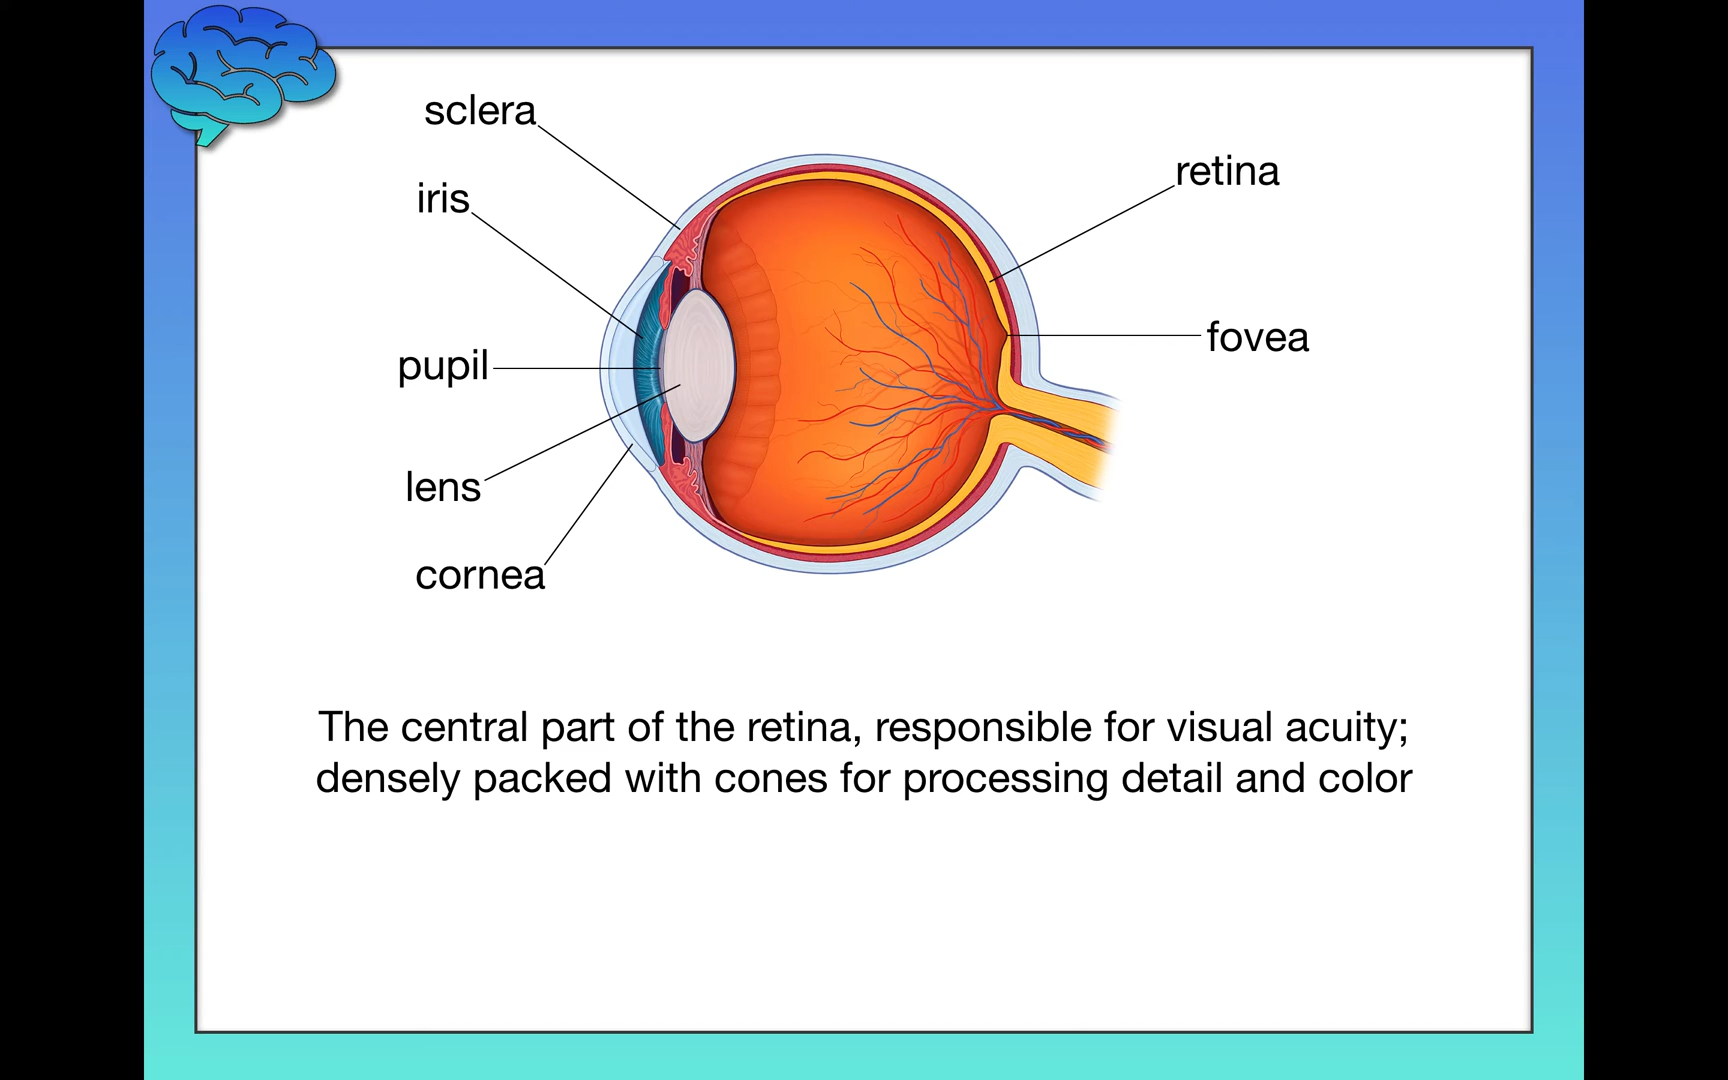 sclera
iris
pupil
lens
cornea
retina
fovea
The central part of the retina, responsible for visual acuity;
densely packed with cones for processing detail and color